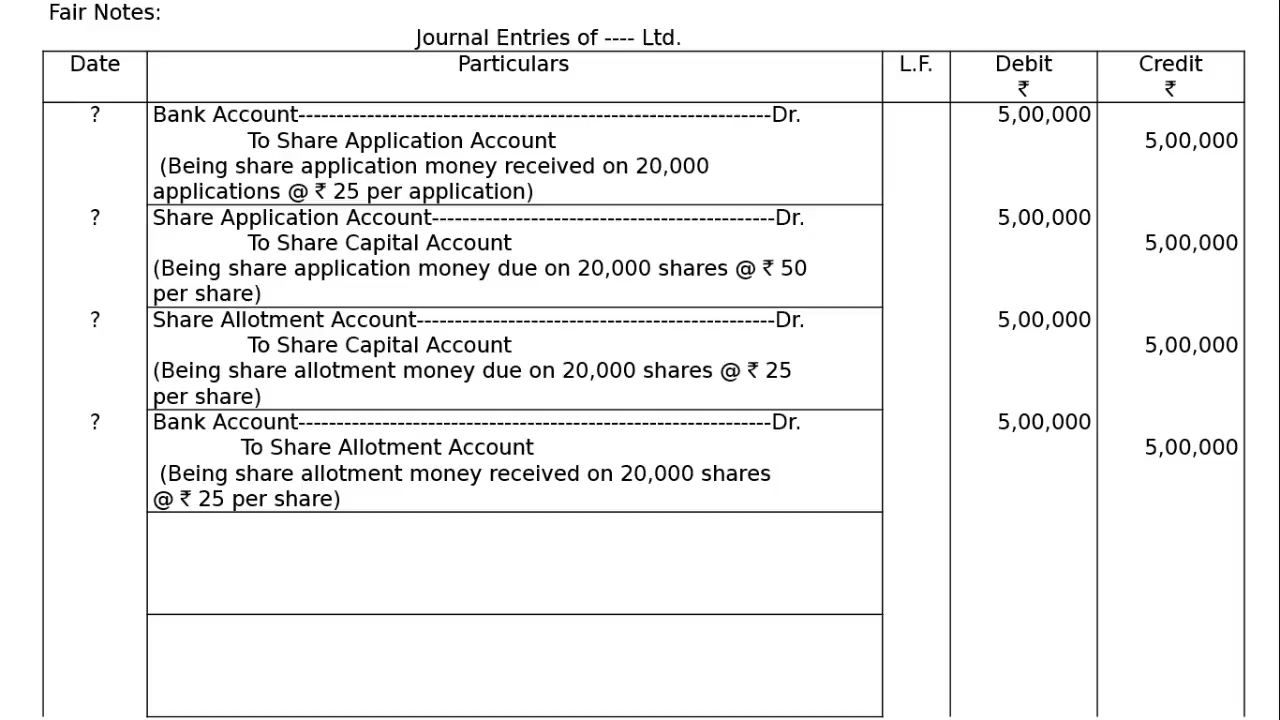 Fair Notes:
Journal Entries of ---- Ltd.
Date Particulars L.F. Debit Credit
₹ ₹
? Bank Account---------------------------------------------------------------Dr. 5,00,000
To Share Application Account 5,00,000
(Being share application money received on 20,000
applications @ ₹ 25 per application)
? Share Application Account----------------------------------------------Dr. 5,00,000
To Share Capital Account 5,00,000
(Being share application money due on 20,000 shares @ ₹ 50
per share)
? Share Allotment Account------------------------------------------------Dr. 5,00,000
To Share Capital Account 5,00,000
(Being share allotment money due on 20,000 shares @ ₹ 25
per share)
? Bank Account---------------------------------------------------------------Dr. 5,00,000
To Share Allotment Account 5,00,000
(Being share allotment money received on 20,000 shares
@ ₹ 25 per share)